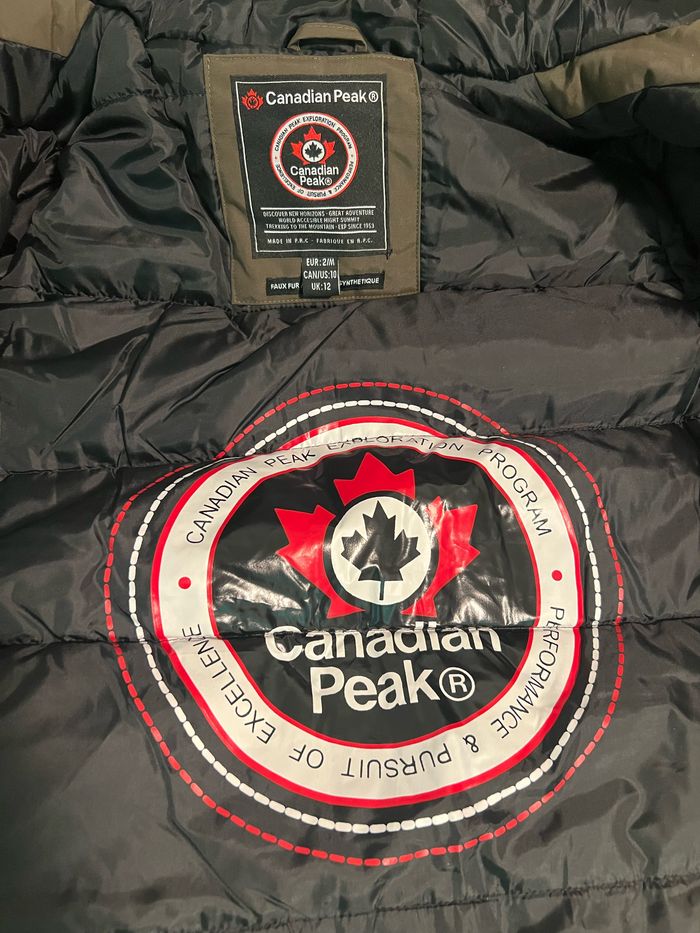 Canadian Peak®
CANADIAN PEAK EXPLORATION PROGRAM
Canadian
Peak®
PERFORMANCE & PURSUIT OF EXCELLENCE
DISCOVER NEW HORIZONS · GREAT ADVENTURE
WORLD ACCESIBLE HIGHT SUMMIT
TREKKING TO THE MOUNTAIN · EXP SINCE 1953
MADE IN P.R.C · FABRIQUE EN R.P.C.
EUR: 2/M
CAN/US: 10
UK: 12
FAUX FUR
SYNTHETIQUE
CANADIAN PEAK EXPLORATION PROGRAM
Canadian
Peak®
PERFORMANCE & PURSUIT OF EXCELLENCE